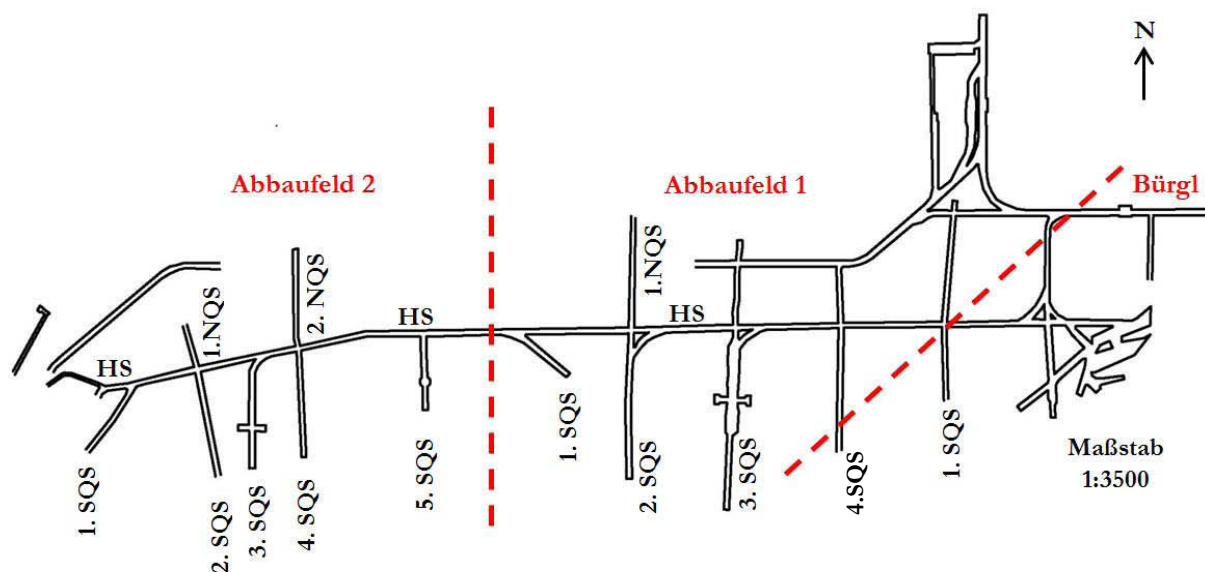 N
Abbaufeld 2
Abbaufeld 1
Bürgl
1.NQS
2. NQS
1.NQS
HS
HS
HS
1. SQS
2. SQS
3. SQS
4. SQS
5. SQS
1. SQS
2. SQS
3. SQS
4.SQS
1. SQS
Maßstab
1:3500